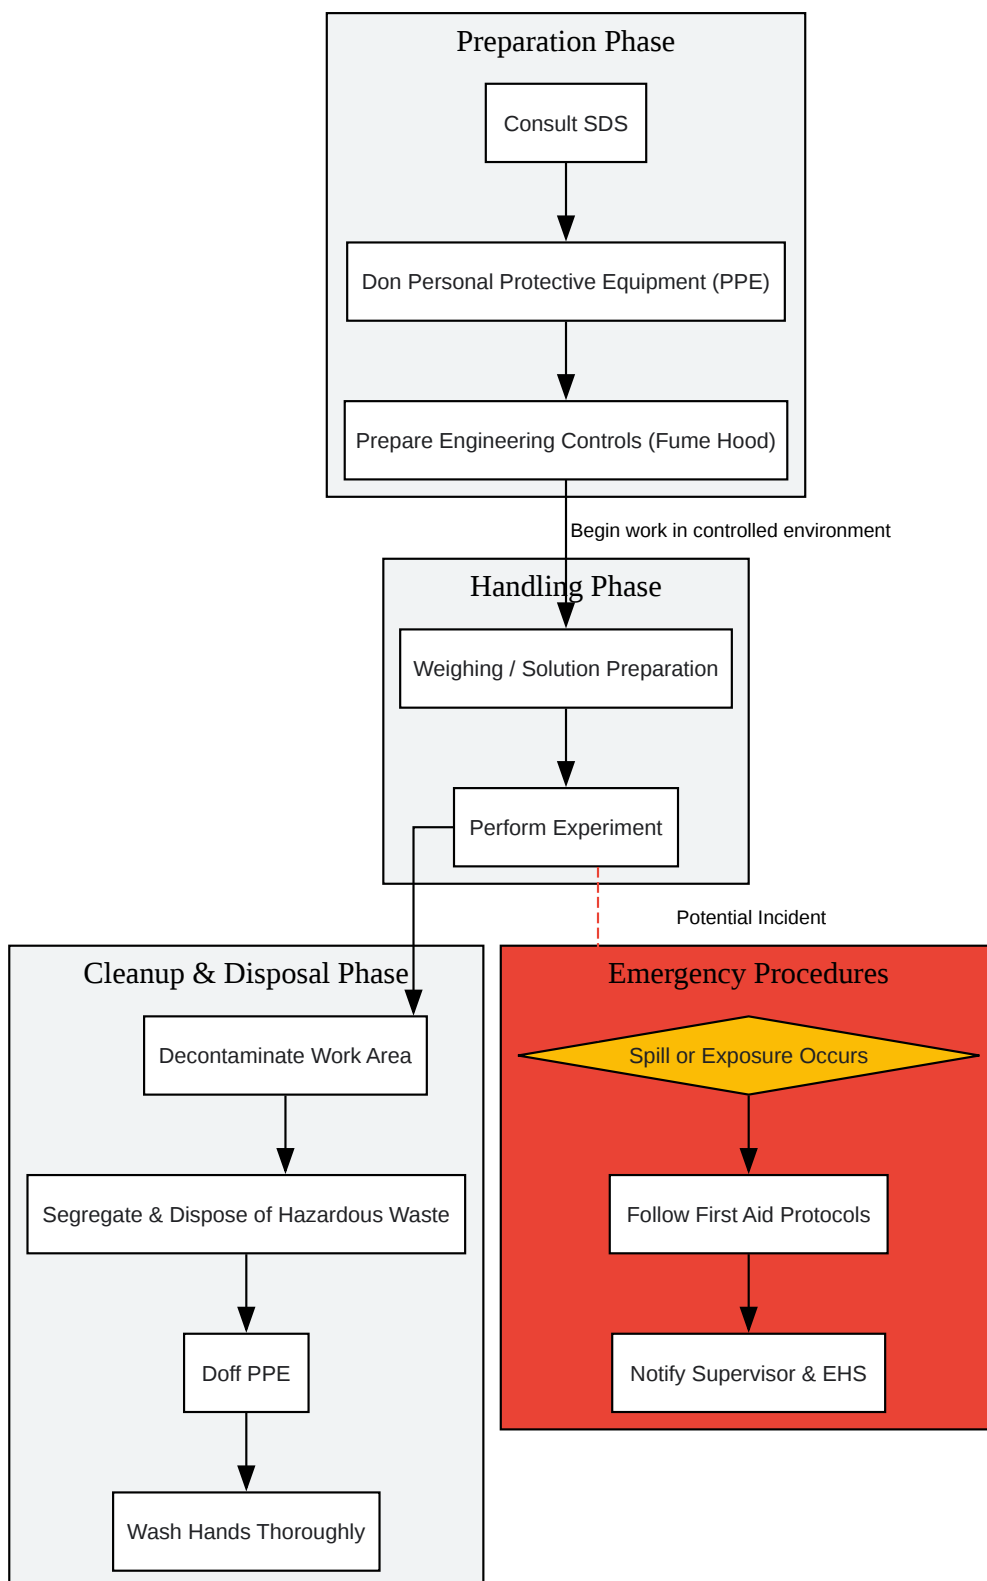 Preparation Phase
Consult SDS
Don Personal Protective Equipment (PPE)
Prepare Engineering Controls (Fume Hood)
Begin work in controlled environment
Handling Phase
Weighing / Solution Preparation
Perform Experiment
Potential Incident
Cleanup & Disposal Phase
Decontaminate Work Area
Segregate & Dispose of Hazardous Waste
Doff PPE
Wash Hands Thoroughly
Emergency Procedures
Spill or Exposure Occurs
Follow First Aid Protocols
Notify Supervisor & EHS